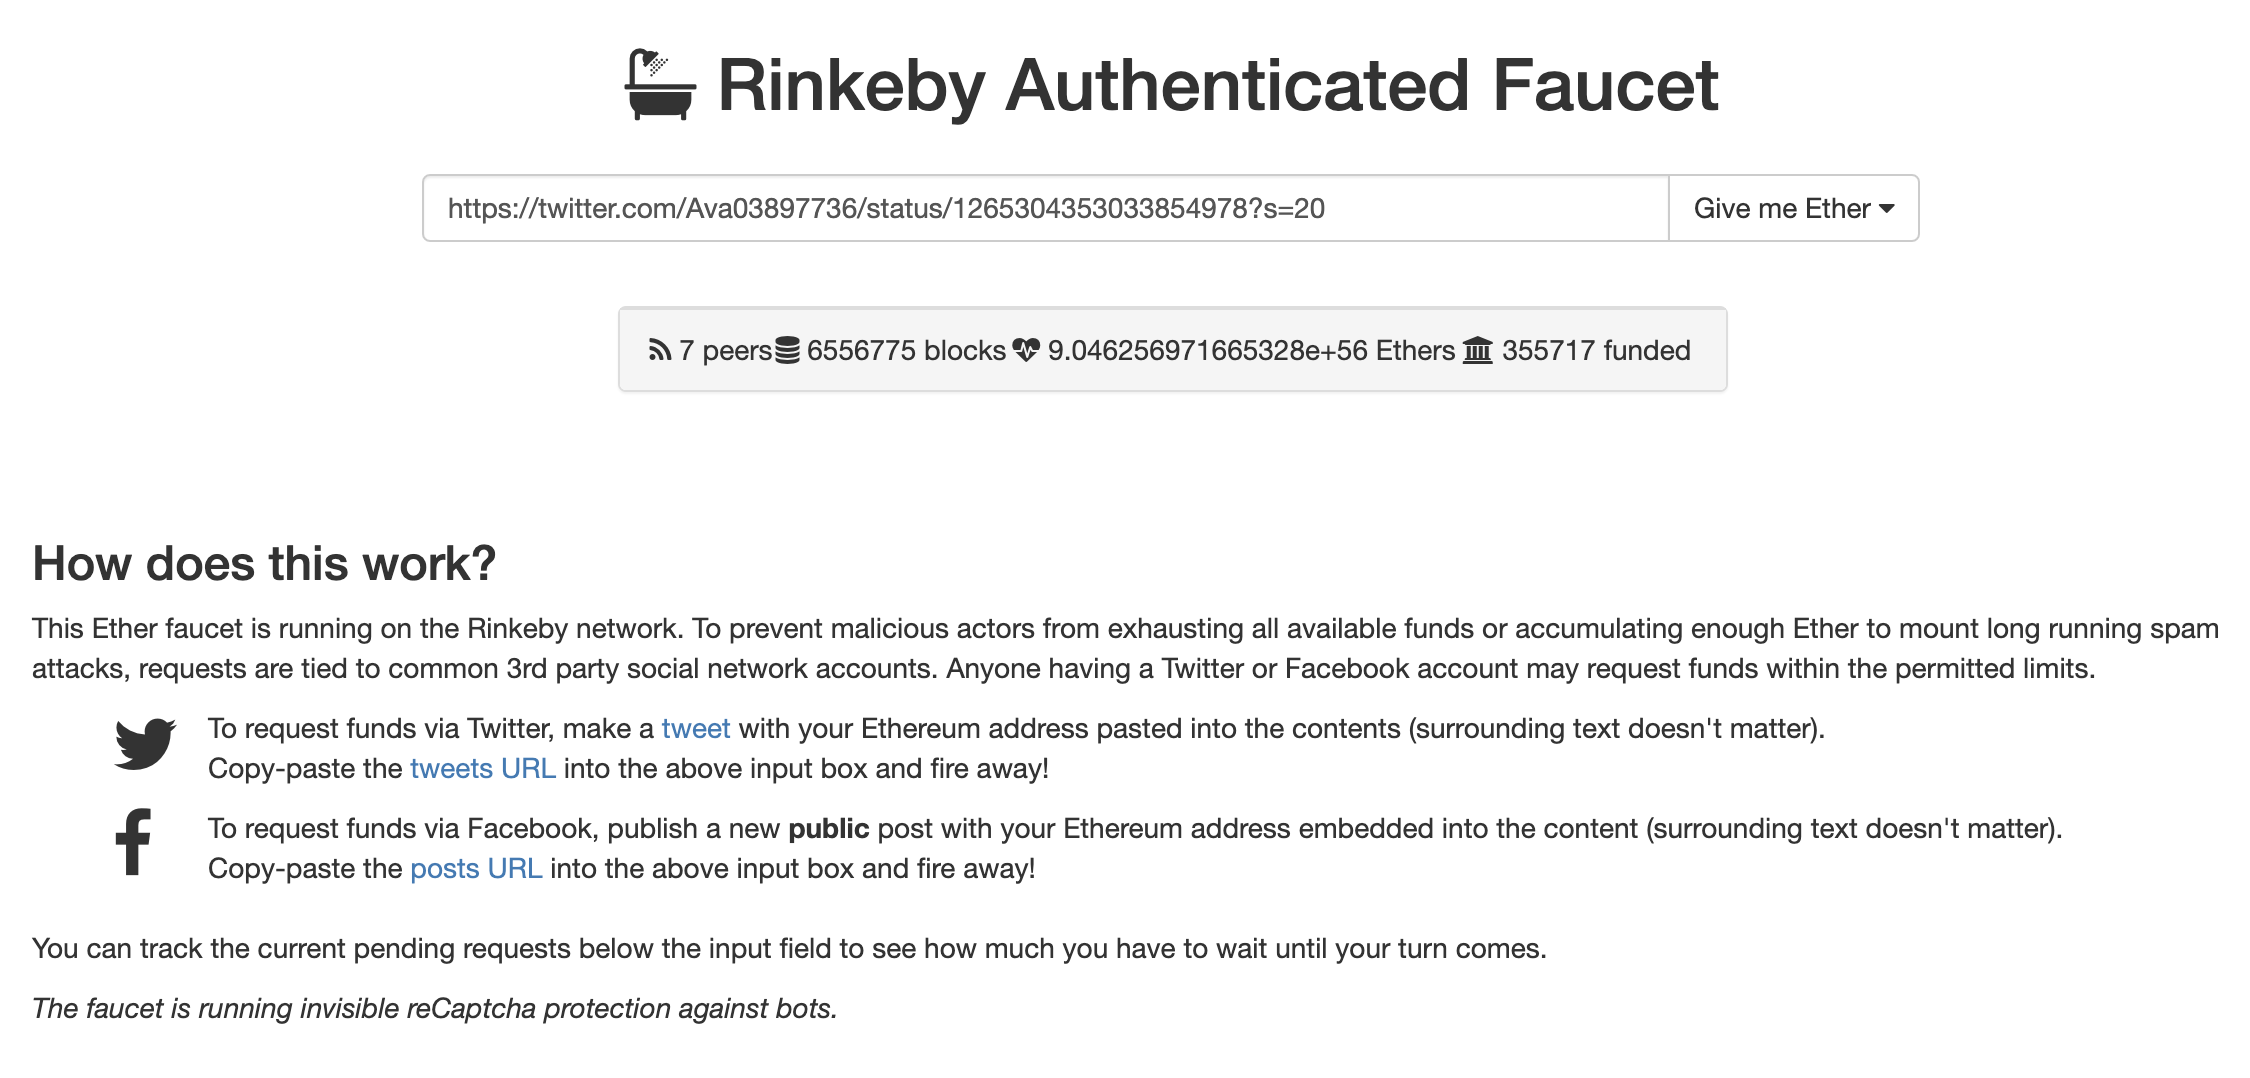 Rinkeby Authenticated Faucet
https://twitter.com/Ava03897736/status/1265304353033854978?s=20
Give me Ether
7 peers 6556775 blocks 9.046256971665328e+56 Ethers 355717 funded
How does this work?
This Ether faucet is running on the Rinkeby network. To prevent malicious actors from exhausting all available funds or accumulating enough Ether to mount long running spam
attacks, requests are tied to common 3rd party social network accounts. Anyone having a Twitter or Facebook account may request funds within the permitted limits.
To request funds via Twitter, make a tweet with your Ethereum address pasted into the contents (surrounding text doesn't matter).
Copy-paste the tweets URL into the above input box and fire away!
To request funds via Facebook, publish a new public post with your Ethereum address embedded into the content (surrounding text doesn't matter).
Copy-paste the posts URL into the above input box and fire away!
You can track the current pending requests below the input field to see how much you have to wait until your turn comes.
The faucet is running invisible reCaptcha protection against bots.